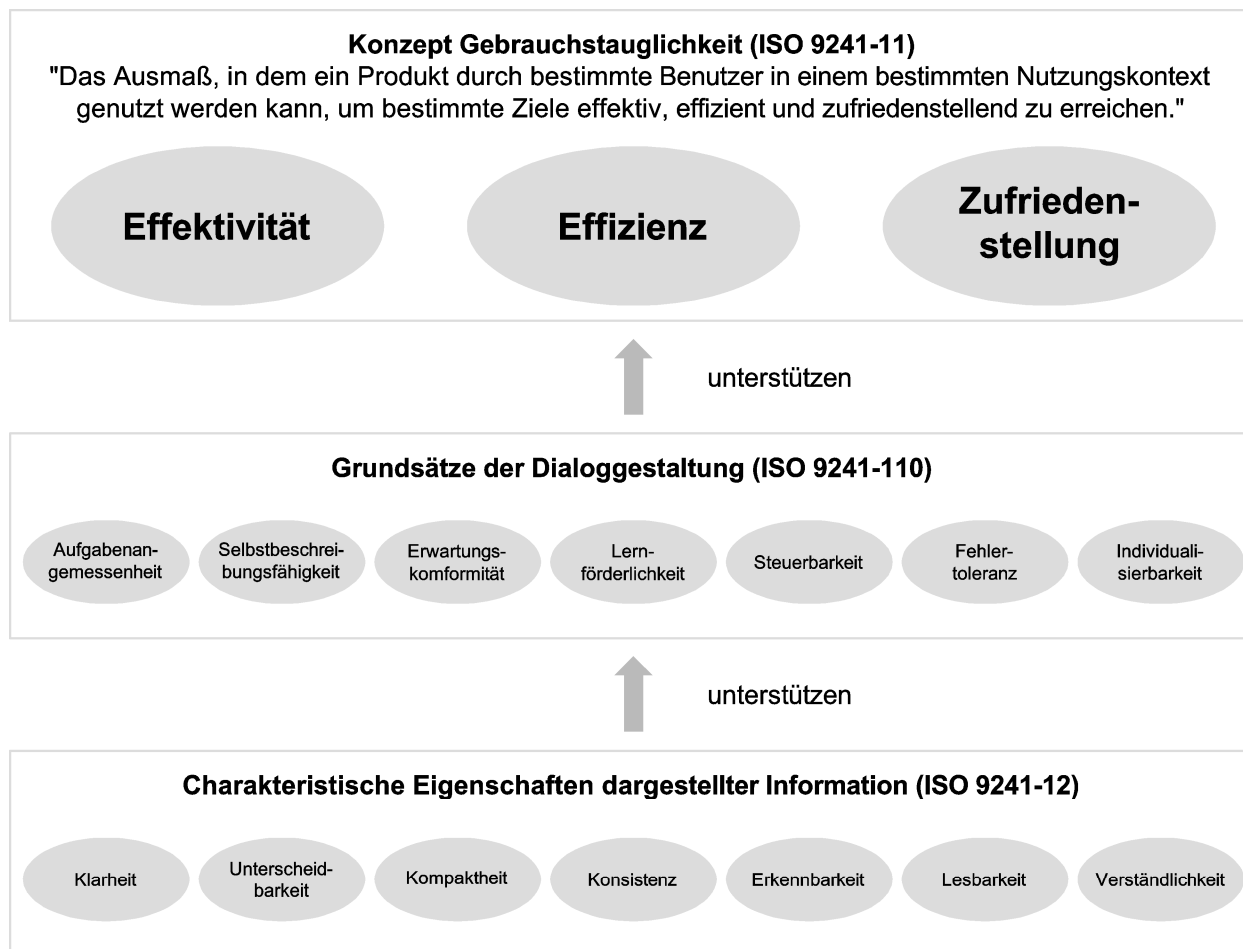 Konzept Gebrauchstauglichkeit (ISO 9241-11)
"Das Ausmaß, in dem ein Produkt durch bestimmte Benutzer in einem bestimmten Nutzungskontext
genutzt werden kann, um bestimmte Ziele effektiv, effizient und zufriedenstellend zu erreichen."
Effektivität
Effizienz
Zufrieden-
stellung
unterstützen
Grundsätze der Dialoggestaltung (ISO 9241-110)
Aufgabenan-
gemessenheit
Selbstbeschrei-
bungsfähigkeit
Erwartungs-
komformität
Lern-
förderlichkeit
Steuerbarkeit
Fehler-
toleranz
Individuali-
sierbarkeit
unterstützen
Charakteristische Eigenschaften dargestellter Information (ISO 9241-12)
Klarheit
Unterscheid-
barkeit
Kompaktheit
Konsistenz
Erkennbarkeit
Lesbarkeit
Verständlichkeit